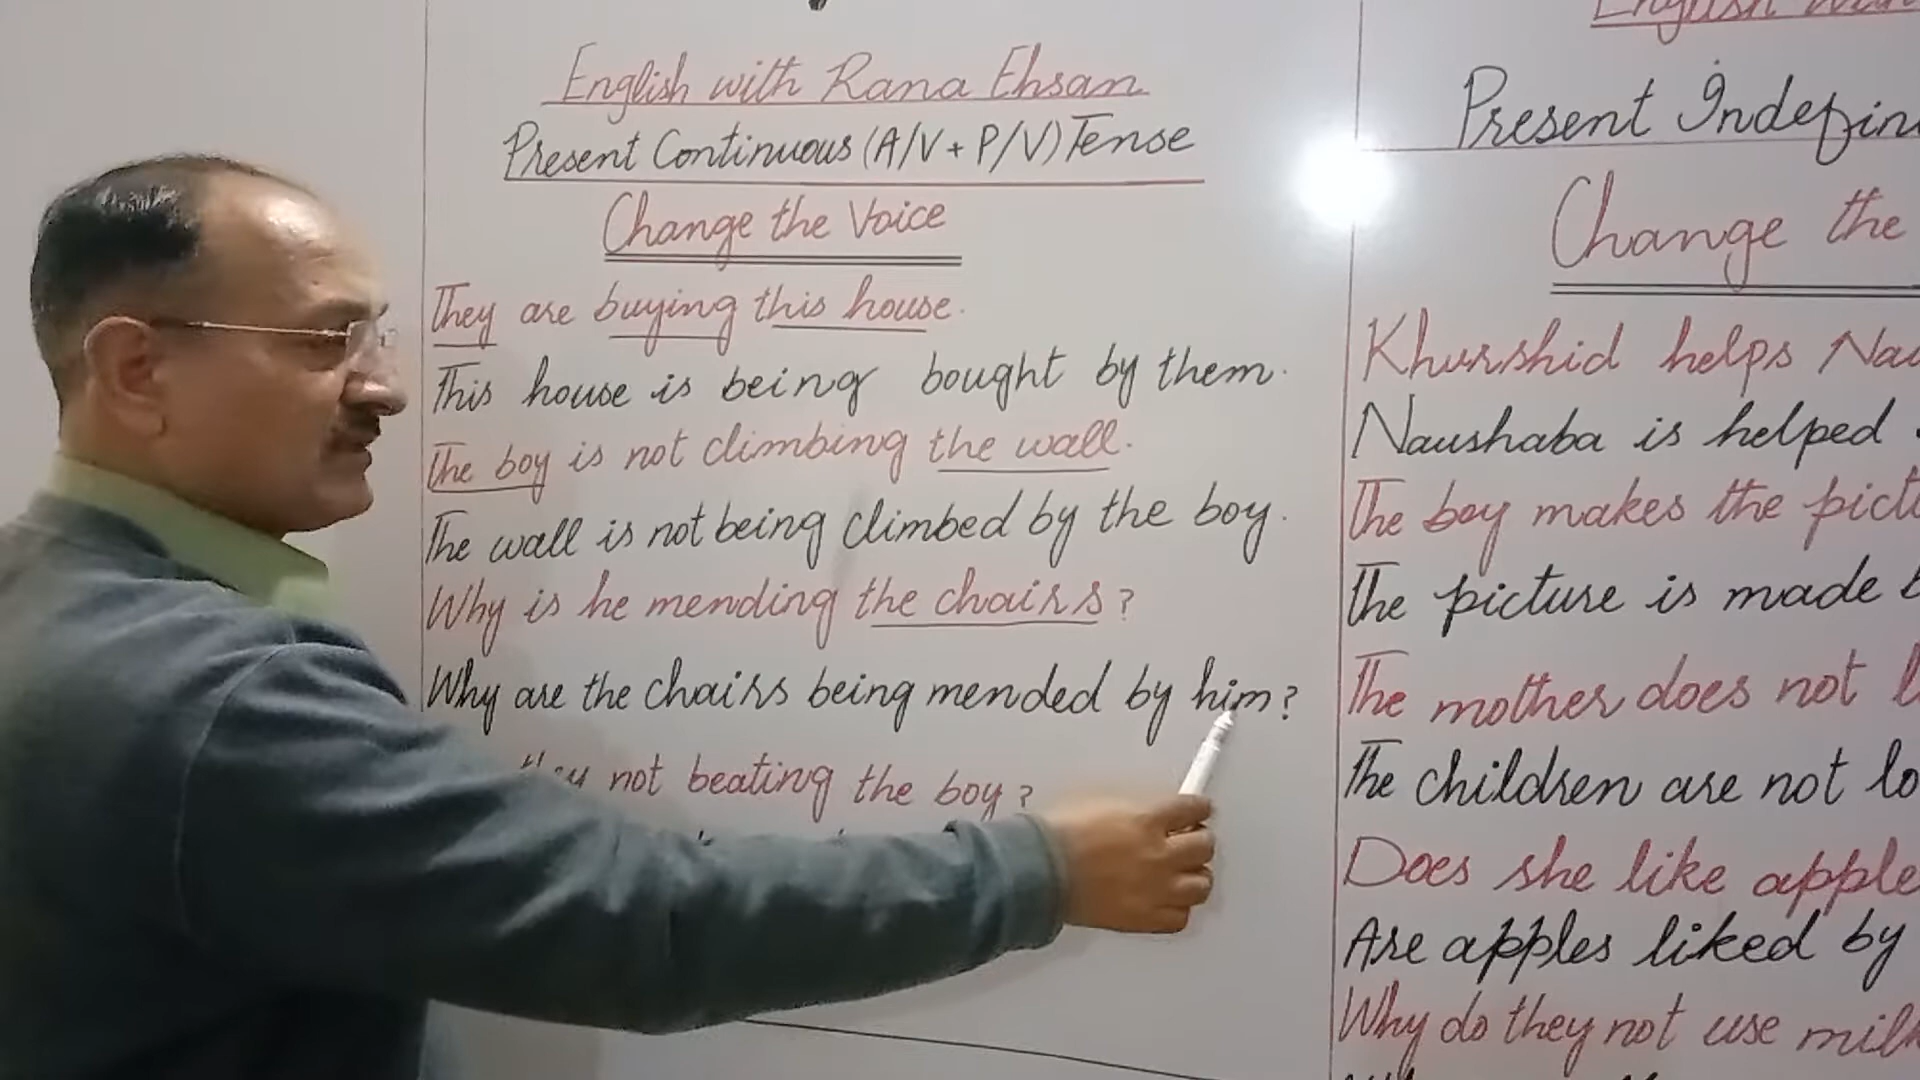 English with Rana Ehsan
Present Continuous (A/V + P/V) Tense
Change the Voice
They are buying this house.
This house is being bought by them.
The boy is not climbing the wall.
The wall is not being climbed by the boy.
Why is he mending the chairs?
Why are the chairs being mended by him?
they not beating the boy?
English
Present Indefin
Change the
Khurshid helps Nau
Naushaba is helped
The boy makes the pict
The picture is made b
The mother does not l
The children are not lo
Does she like apple
Are apples liked by
Why do they not use milk